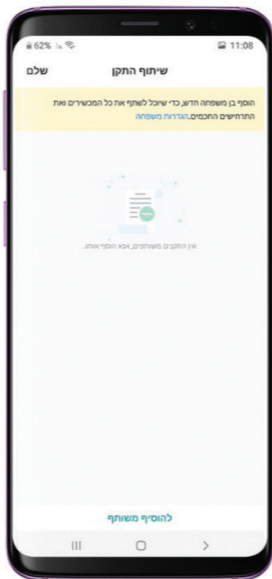 62% 11:08
שיתוף התקן
שלם
הוסף בן משפחה חדש, כדי שיוכל לשתף את כל המכשירים ואת
התרחישים החכמים.הגדרות משפחה
אין התקנים משותפים, אנא הוסף אותו.
להוסיף משותף